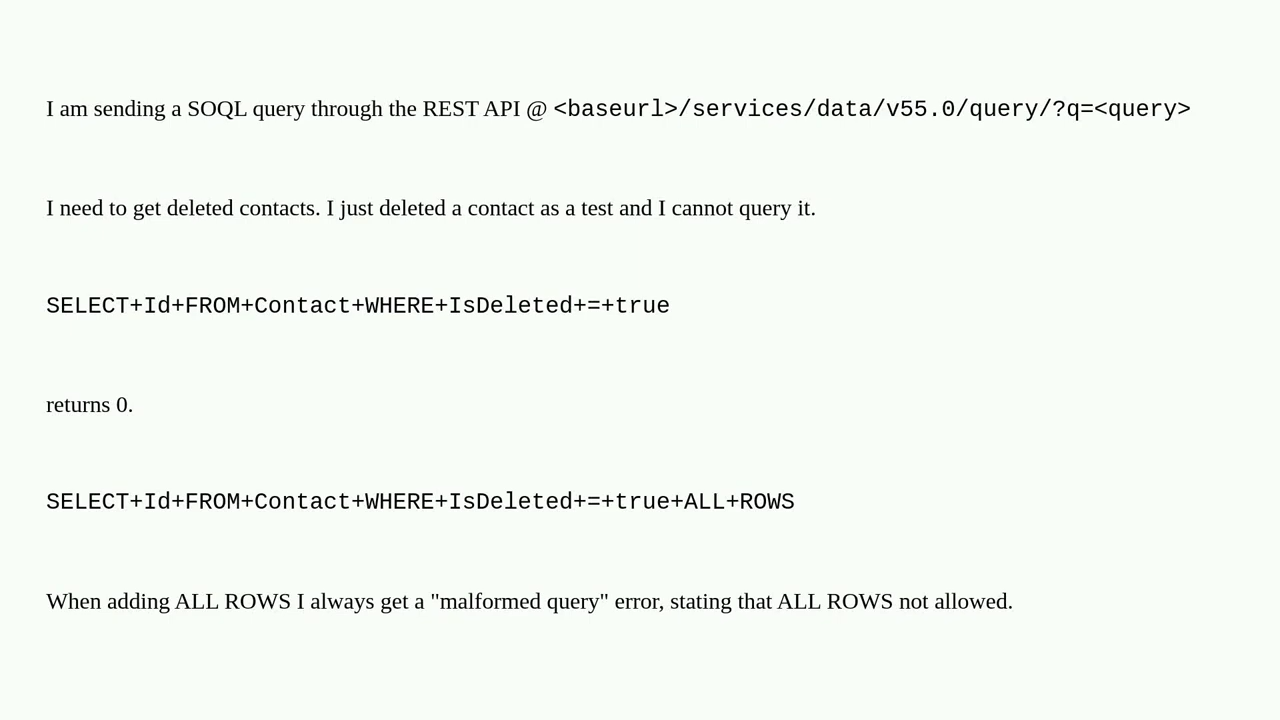 I am sending a SOQL query through the REST API @ <baseurl>/services/data/v55.0/query/?q=<query>
I need to get deleted contacts. I just deleted a contact as a test and I cannot query it.
SELECT+Id+FROM+Contact+WHERE+IsDeleted+=+true
returns 0.
SELECT+Id+FROM+Contact+WHERE+IsDeleted+=+true+ALL+ROWS
When adding ALL ROWS I always get a "malformed query" error, stating that ALL ROWS not allowed.